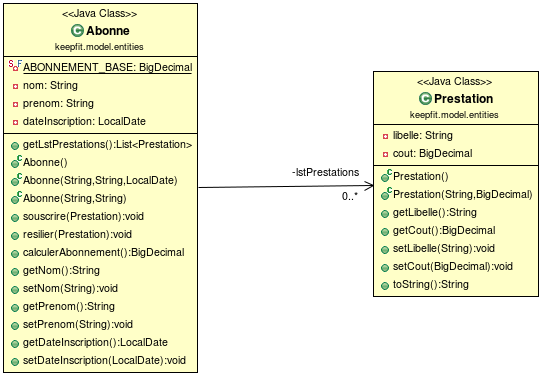 <<Java Class>>
Abonne
keepfit.model.entities
ABONNEMENT_BASE: BigDecimal
nom: String
prenom: String
dateInscription: LocalDate
getLstPrestations():List<Prestation>
Abonne()
Abonne(String,String,LocalDate)
Abonne(String,String)
souscrire(Prestation):void
resilier(Prestation):void
calculerAbonnement():BigDecimal
getNom():String
setNom(String):void
getPrenom():String
setPrenom(String):void
getDateInscription():LocalDate
setDateInscription(LocalDate):void
-lstPrestations
0..*
<<Java Class>>
Prestation
keepfit.model.entities
libelle: String
cout: BigDecimal
Prestation()
Prestation(String,BigDecimal)
getLibelle():String
getCout():BigDecimal
setLibelle(String):void
setCout(BigDecimal):void
toString():String